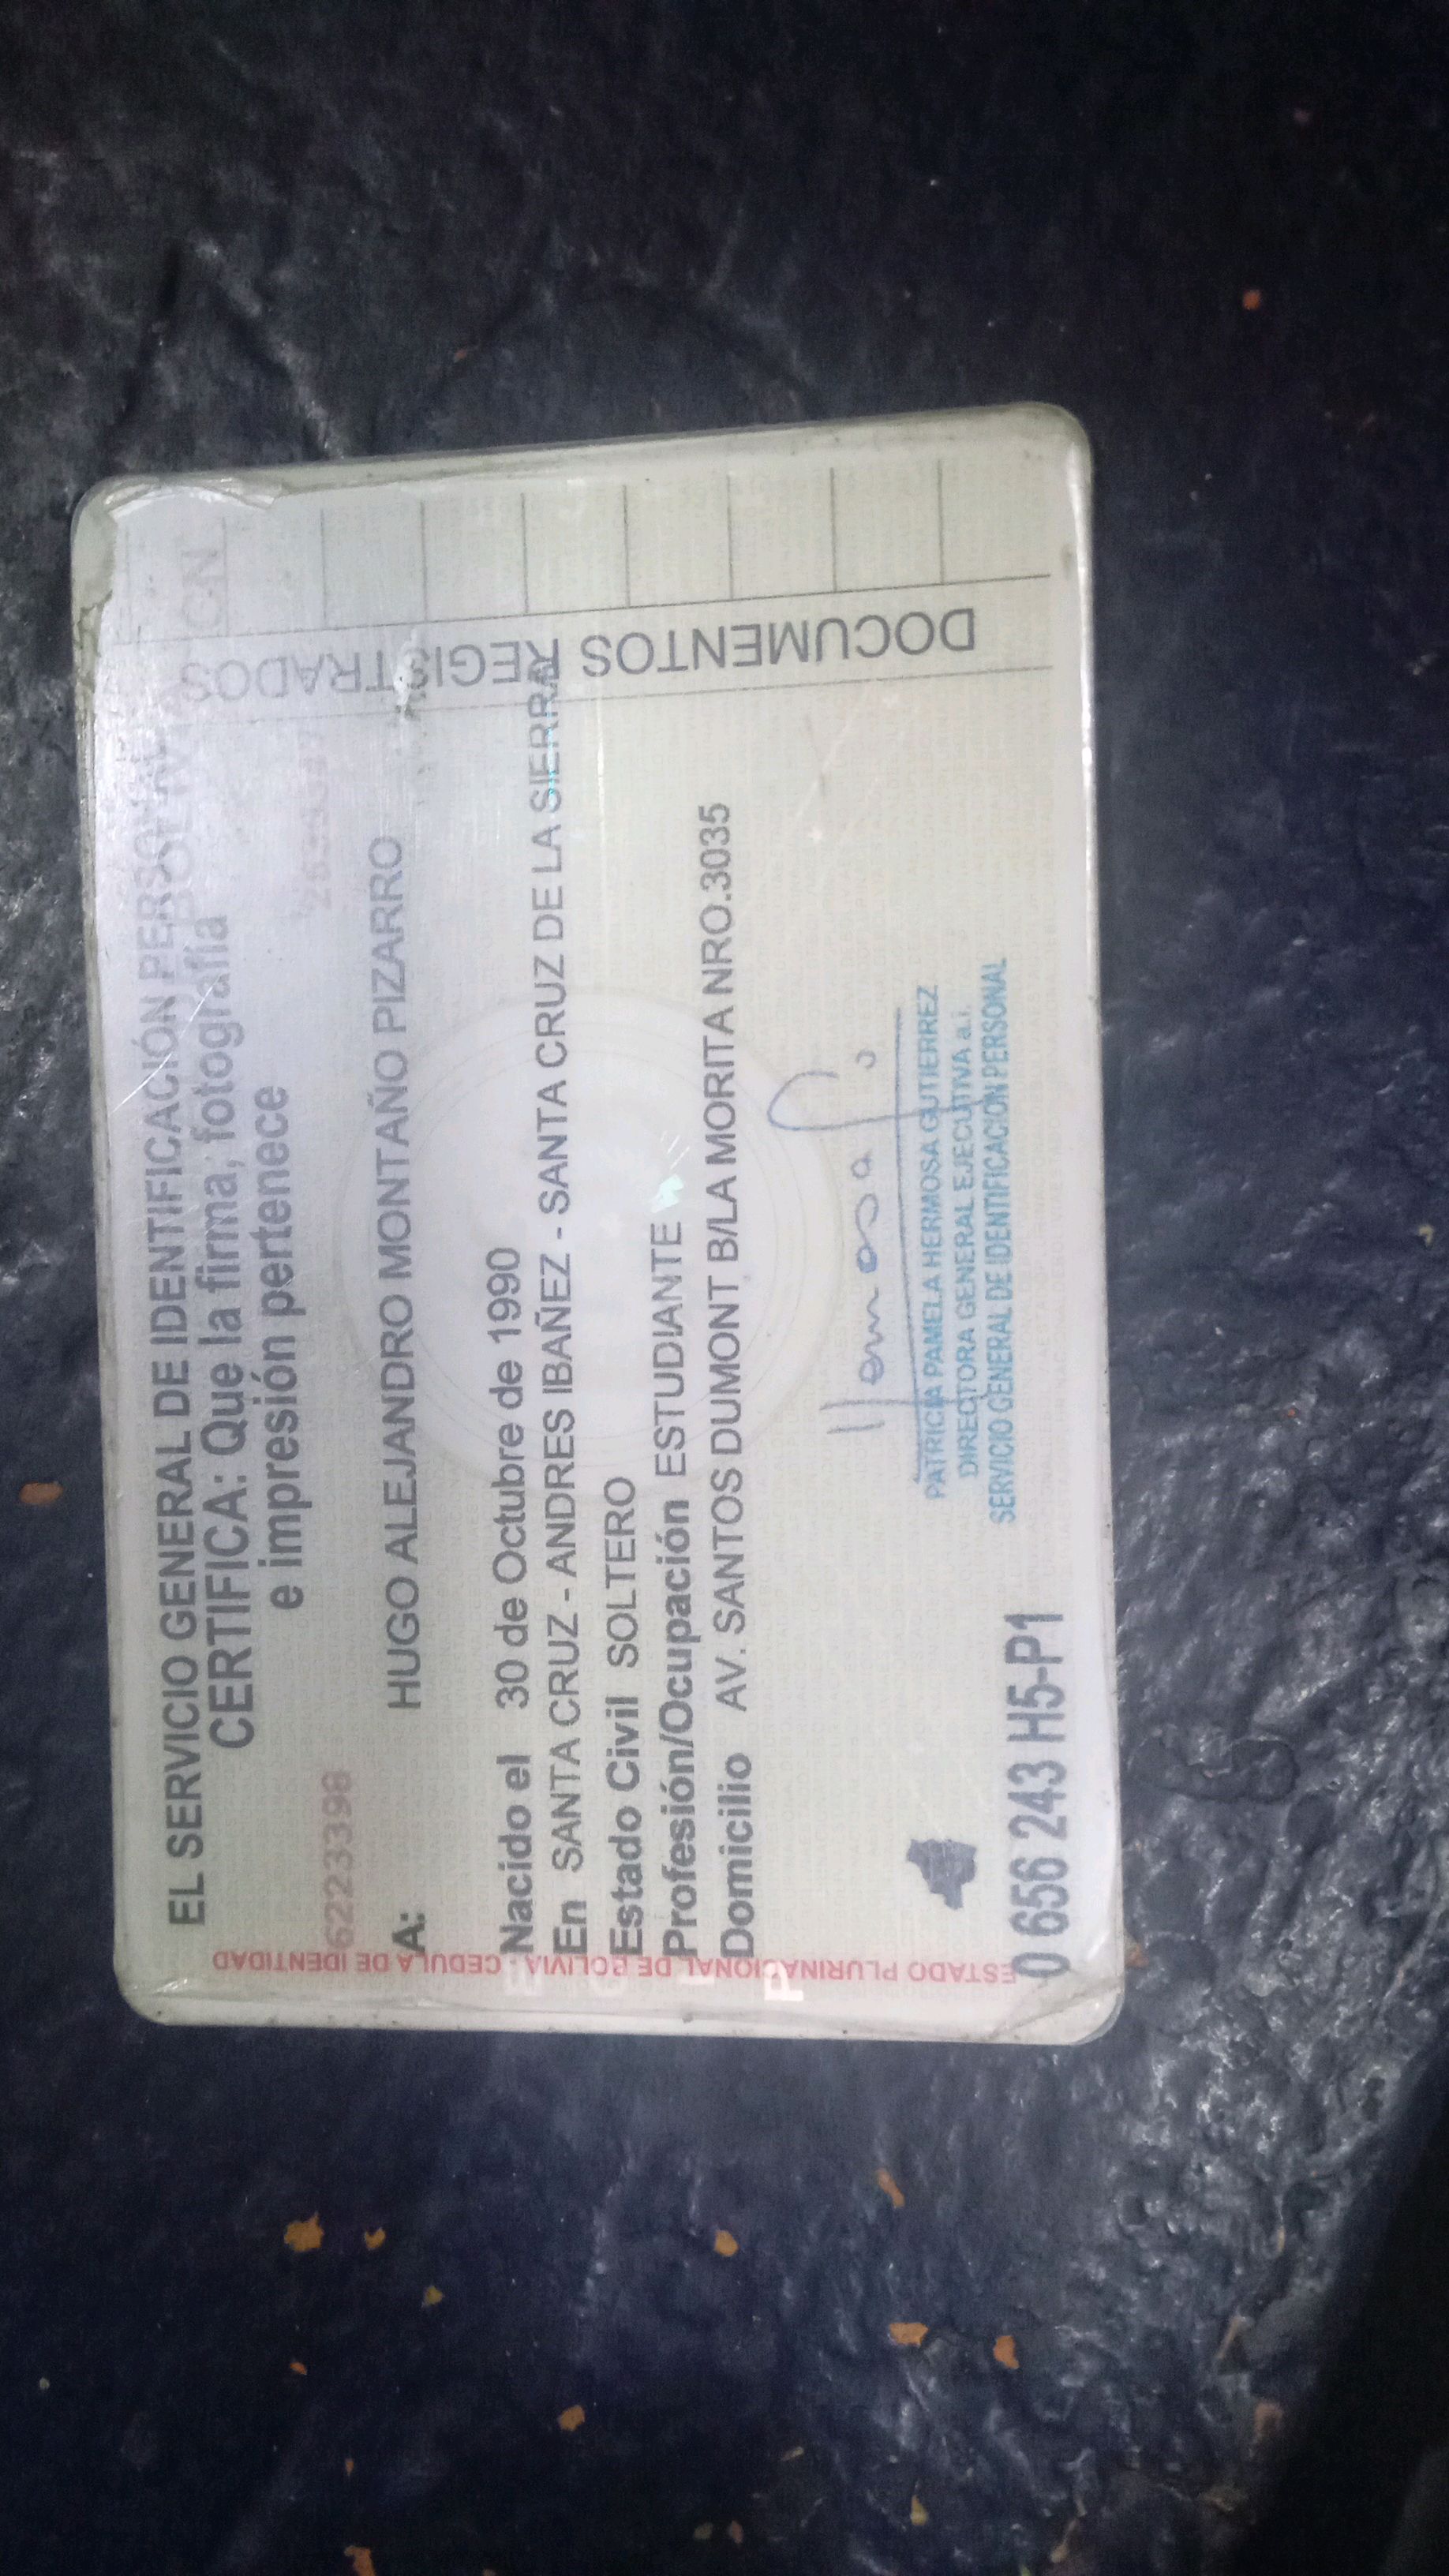 EL SERVICIO GENERAL DE IDENTIFICACIÓN PERSONAL
CERTIFICA: Que la firma, fotografía
e impresión pertenece
6223398
A: HUGO ALEJANDRO MONTAÑO PIZARRO
Nacido el 30 de Octubre de 1990
En SANTA CRUZ - ANDRES IBAÑEZ - SANTA CRUZ DE LA SIERRA
Estado Civil SOLTERO
Profesión/Ocupación ESTUDIANTE
Domicilio AV. SANTOS DUMONT B/LA MORITA NRO.3035
PATRICIA PAMELA HERMOSA GUTIERREZ
DIRECTORA GENERAL EJECUTIVA a.i.
SERVICIO GENERAL DE IDENTIFICACIÓN PERSONAL
0 656 243 H5-P1
ESTADO PLURINACIONAL DE BOLIVIA - CEDULA DE IDENTIDAD
DOCUMENTOS REGISTRADOS